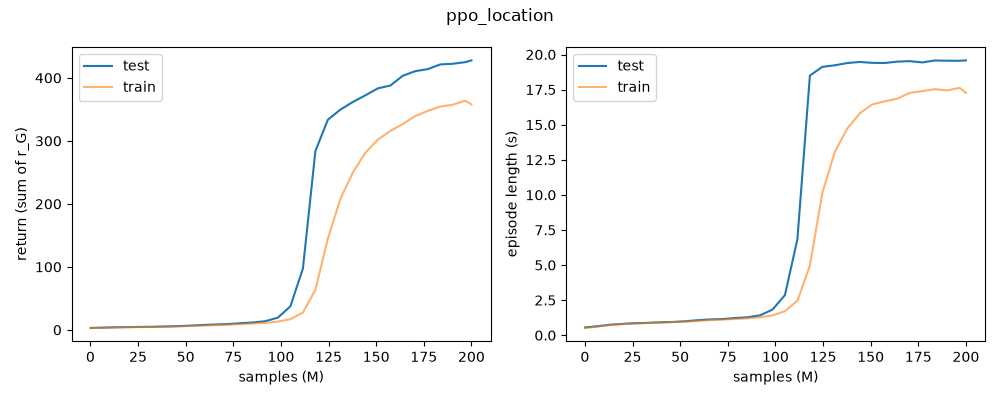 ppo_location
test
train
return (sum of r_G)
400
300
200
100
0
0 25 50 75 100 125 150 175 200
samples (M)
test
train
episode length (s)
20.0
17.5
15.0
12.5
10.0
7.5
5.0
2.5
0.0
0 25 50 75 100 125 150 175 200
samples (M)